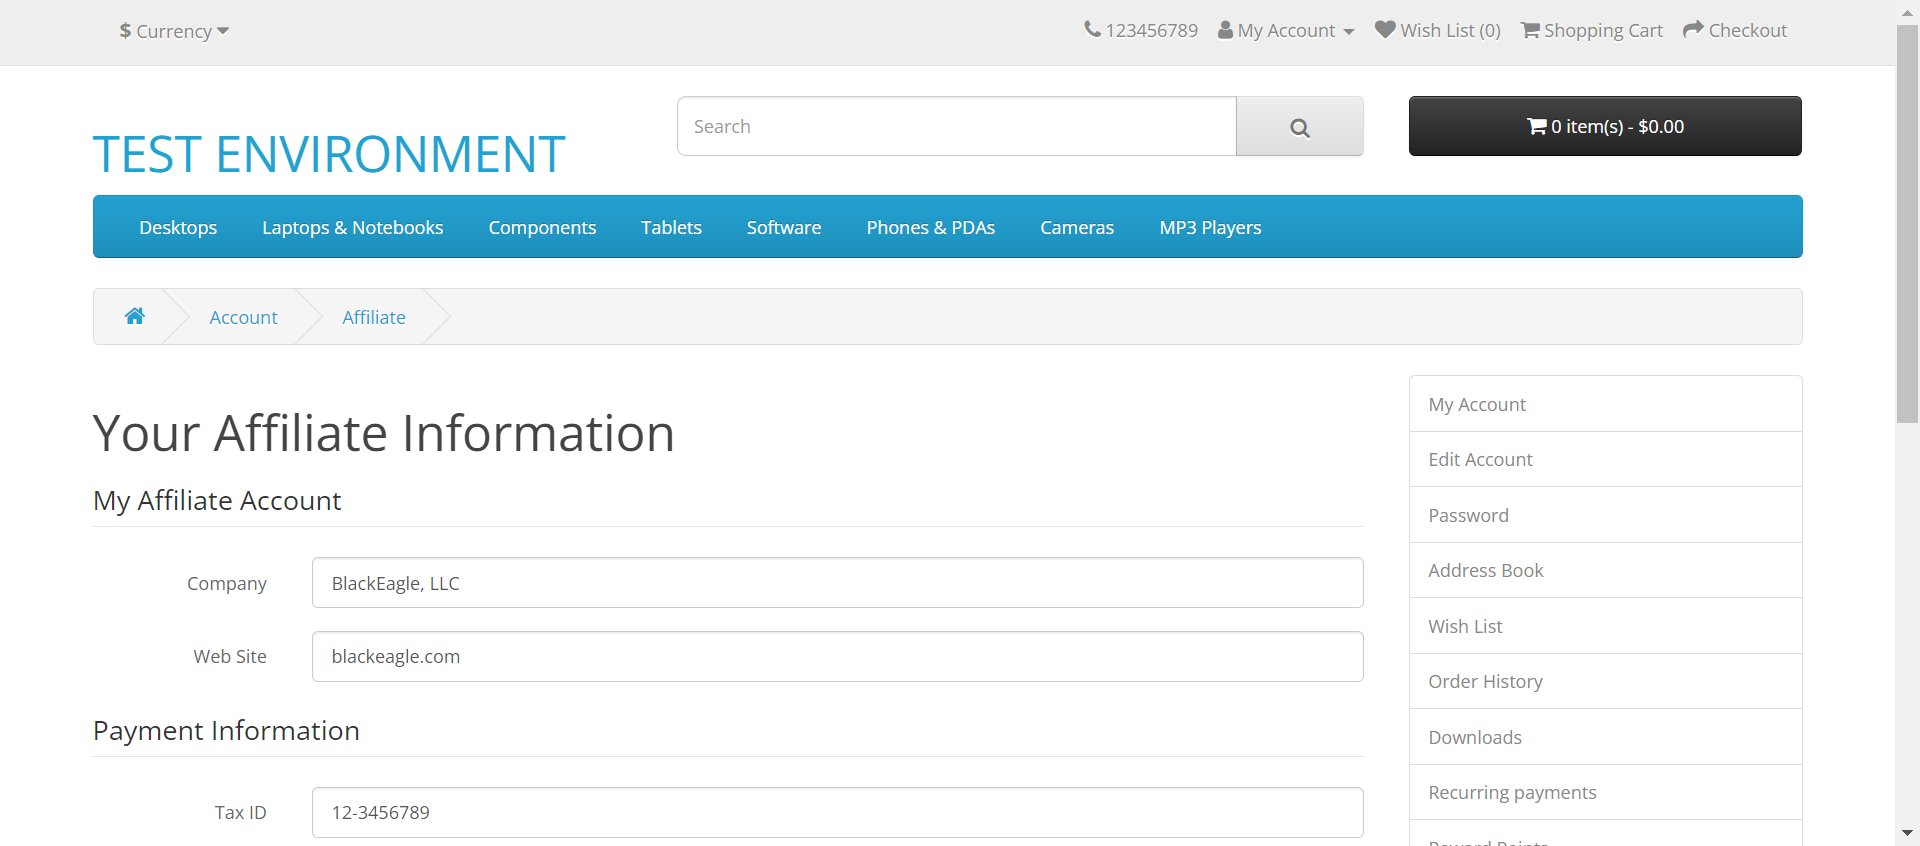 $ Currency
123456789 My Account Wish List (0) Shopping Cart Checkout
TEST ENVIRONMENT
Search
0 item(s) - $0.00
Desktops Laptops & Notebooks Components Tablets Software Phones & PDAs Cameras MP3 Players
Account Affiliate
Your Affiliate Information
My Affiliate Account
Company BlackEagle, LLC
Web Site blackeagle.com
Payment Information
Tax ID 12-3456789
My Account
Edit Account
Password
Address Book
Wish List
Order History
Downloads
Recurring payments